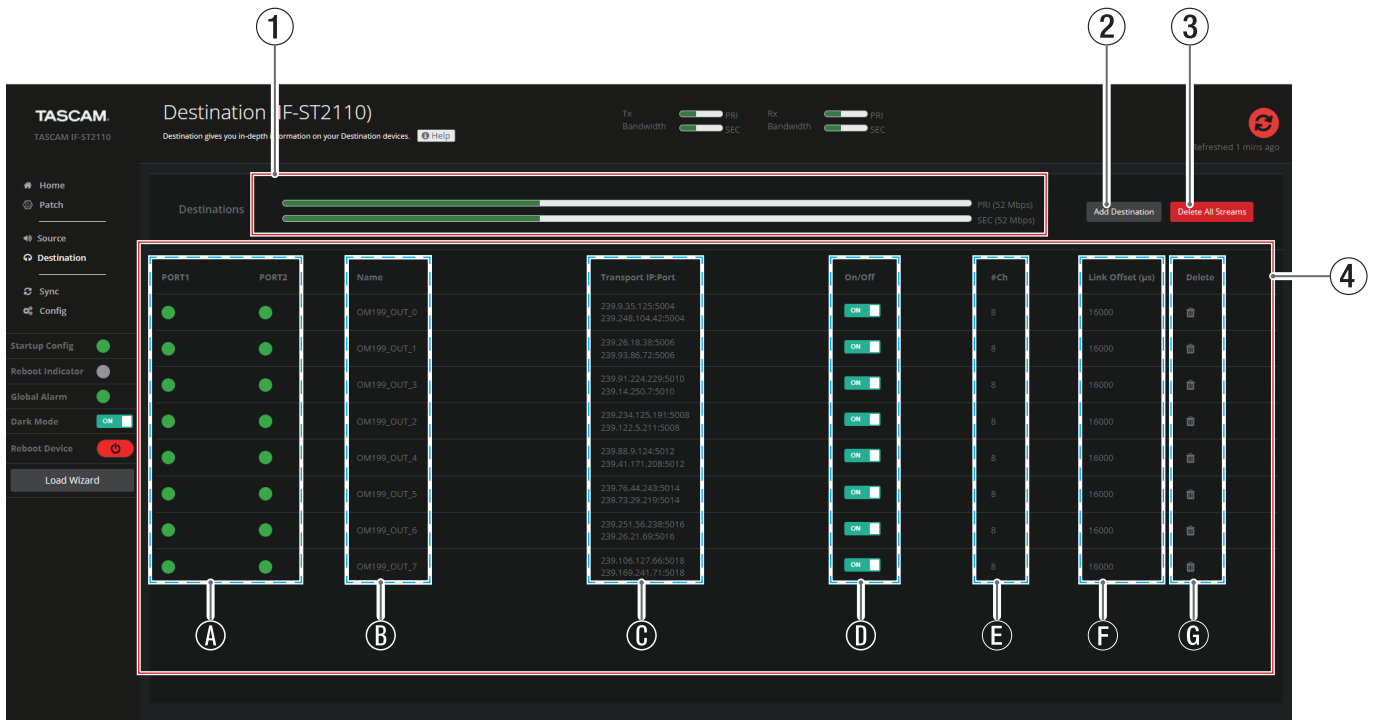 1 2 3
TASCAM.
TASCAM IF-ST2110
Destination (IF-ST2110)
Destination gives you in-depth information on your Destination devices. Help
Tx Bandwidth PRI SEC
Rx Bandwidth PRI SEC
Refreshed 1 mins ago
Home
Patch
Source
Destination
Sync
Config
Startup Config
Reboot Indicator
Global Alarm
Dark Mode ON
Reboot Device
Load Wizard
Destinations PRI (52 Mbps)
SEC (52 Mbps)
Add Destination Delete All Streams
4
PORT1 PORT2 Name Transport IP:Port On/Off #Ch Link Offset (µs) Delete
OM199_OUT_0 239.9.35.125:5004 ON 8 16000
239.248.104.42:5004
OM199_OUT_1 239.26.18.38:5006 ON 8 16000
239.93.86.72:5006
OM199_OUT_3 239.91.224.229:5010 ON 8 16000
239.14.250.7:5010
OM199_OUT_2 239.234.125.191:5008 ON 8 16000
239.122.5.211:5008
OM199_OUT_4 239.88.9.124:5012 ON 8 16000
239.41.171.208:5012
OM199_OUT_5 239.76.44.243:5014 ON 8 16000
239.73.29.219:5014
OM199_OUT_6 239.251.56.238:5016 ON 8 16000
239.26.21.69:5016
OM199_OUT_7 239.106.127.66:5018 ON 8 16000
239.169.241.71:5018
A B C D E F G